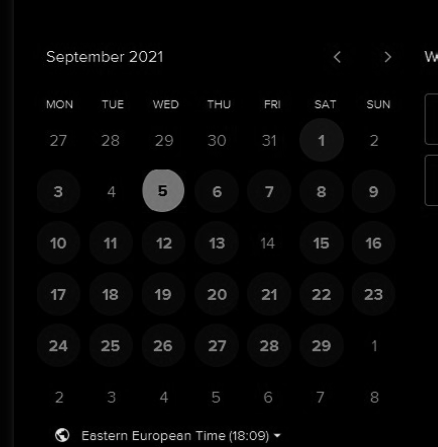 September 2021 < > W
MON TUE WED THU FRI SAT SUN
27 28 29 30 31 1 2
3 4 5 6 7 8 9
10 11 12 13 14 15 16
17 18 19 20 21 22 23
24 25 26 27 28 29 1
2 3 4 5 6 7 8
Eastern European Time (18:09)